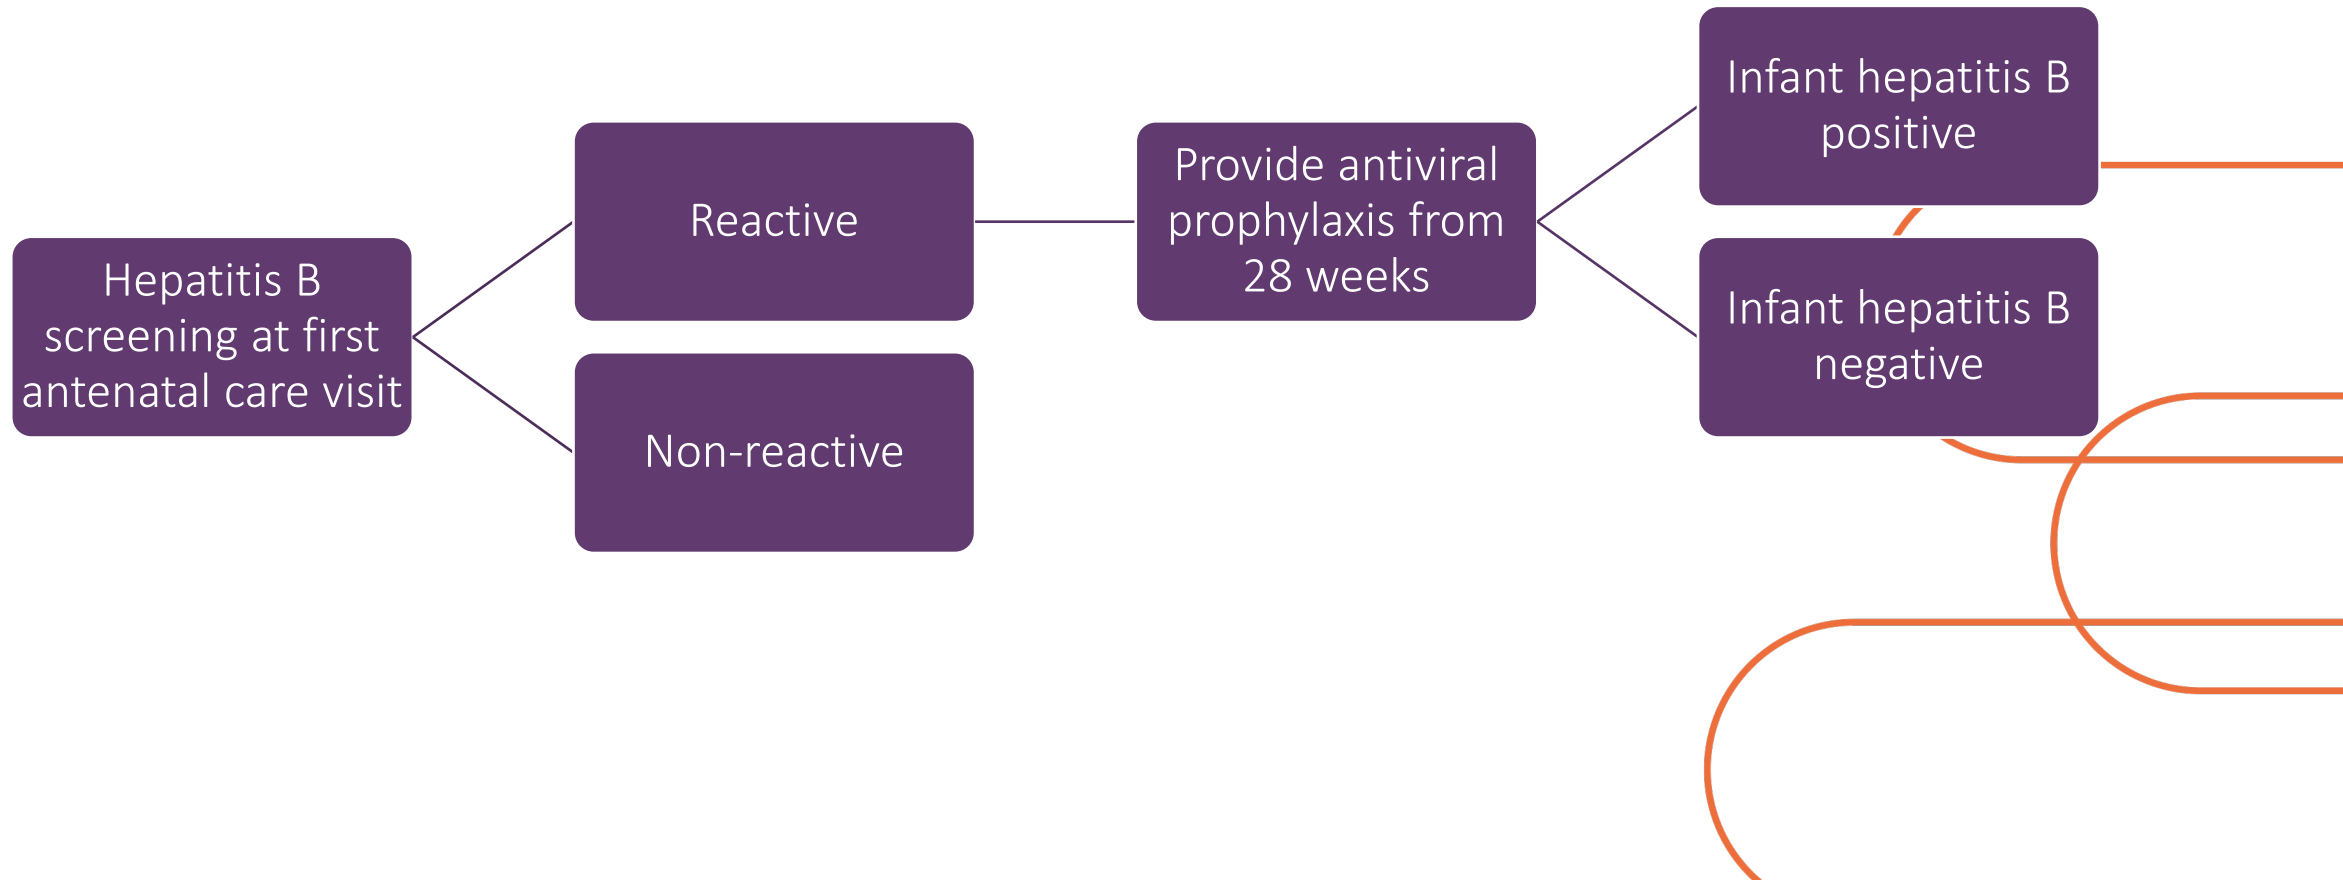 Hepatitis B
screening at first
antenatal care visit
Reactive
Non-reactive
Provide antiviral
prophylaxis from
28 weeks
Infant hepatitis B
positive
Infant hepatitis B
negative